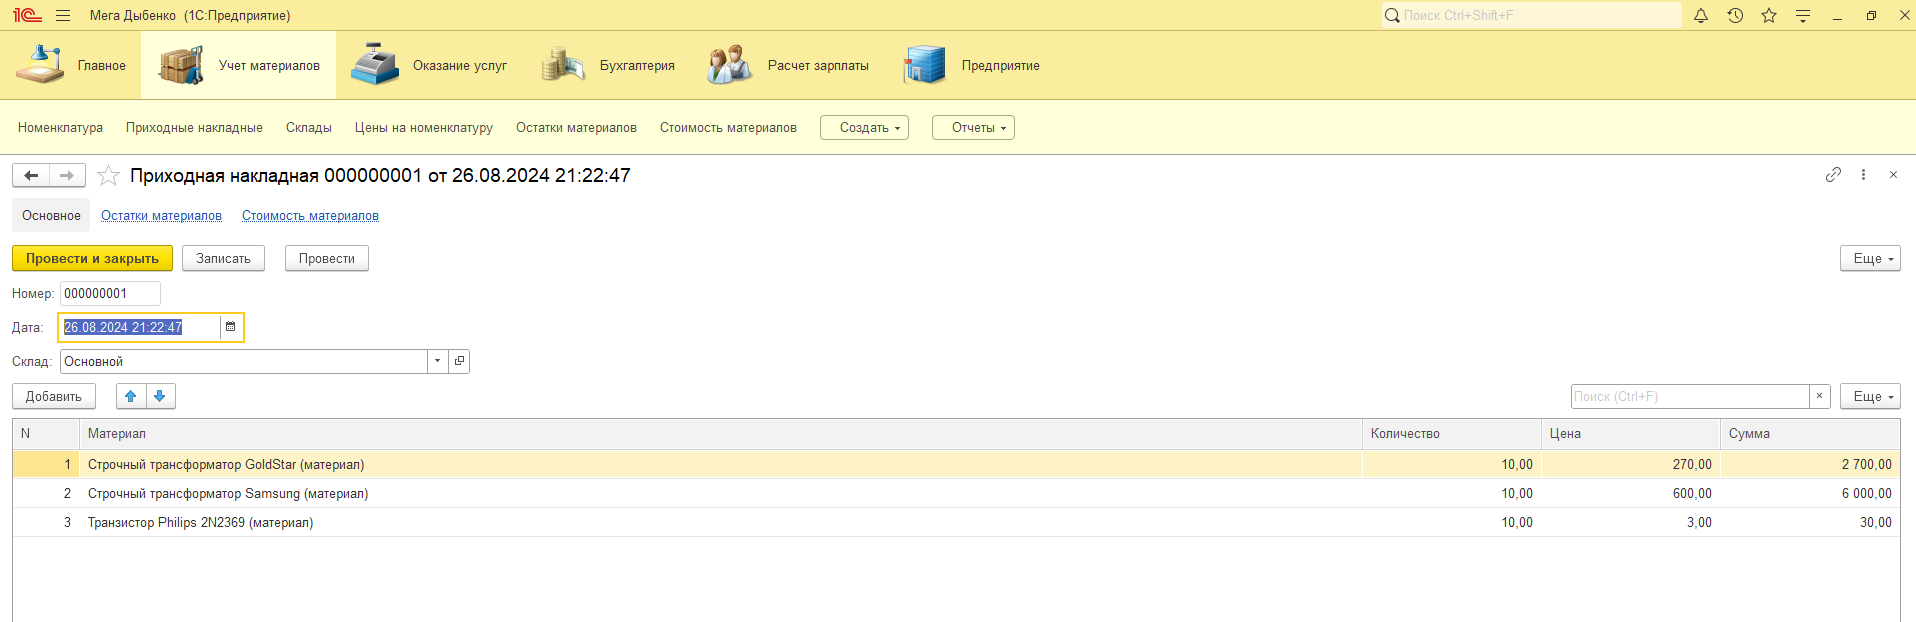 1С Мега Дыбенко (1С:Предприятие) Поиск Ctrl+Shift+F
Главное Учет материалов Оказание услуг Бухгалтерия Расчет зарплаты Предприятие
Номенклатура Приходные накладные Склады Цены на номенклатуру Остатки материалов Стоимость материалов Создать Отчеты
Приходная накладная 000000001 от 26.08.2024 21:22:47
Основное Остатки материалов Стоимость материалов
Провести и закрыть Записать Провести Еще
Номер: 000000001
Дата: 26.08.2024 21:22:47
Склад: Основной
Добавить Поиск (Ctrl+F) × Еще
N Материал Количество Цена Сумма
1 Строчный трансформатор GoldStar (материал) 10,00 270,00 2 700,00
2 Строчный трансформатор Samsung (материал) 10,00 600,00 6 000,00
3 Транзистор Philips 2N2369 (материал) 10,00 3,00 30,00